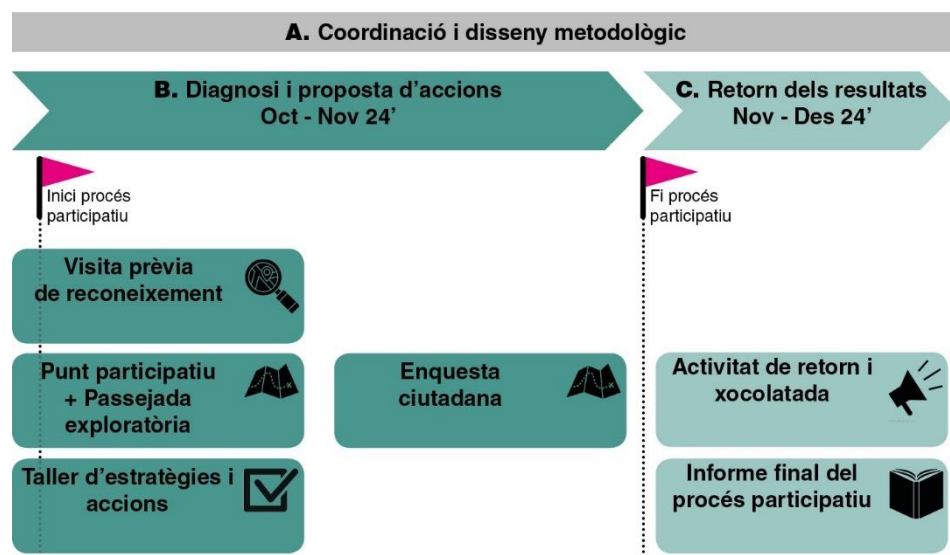 A. Coordinació i disseny metodològic
B. Diagnosi i proposta d'accions
Oct - Nov 24'
C. Retorn dels resultats
Nov - Des 24'
Inici procés
participatiu
Fi procés
participatiu
Visita prèvia
de reconeixement
Punt participatiu
+ Passejada
exploratòria
Enquesta
ciutadana
Activitat de retorn i
xocolatada
Taller d'estratègies i
accions
Informe final del
procés participatiu